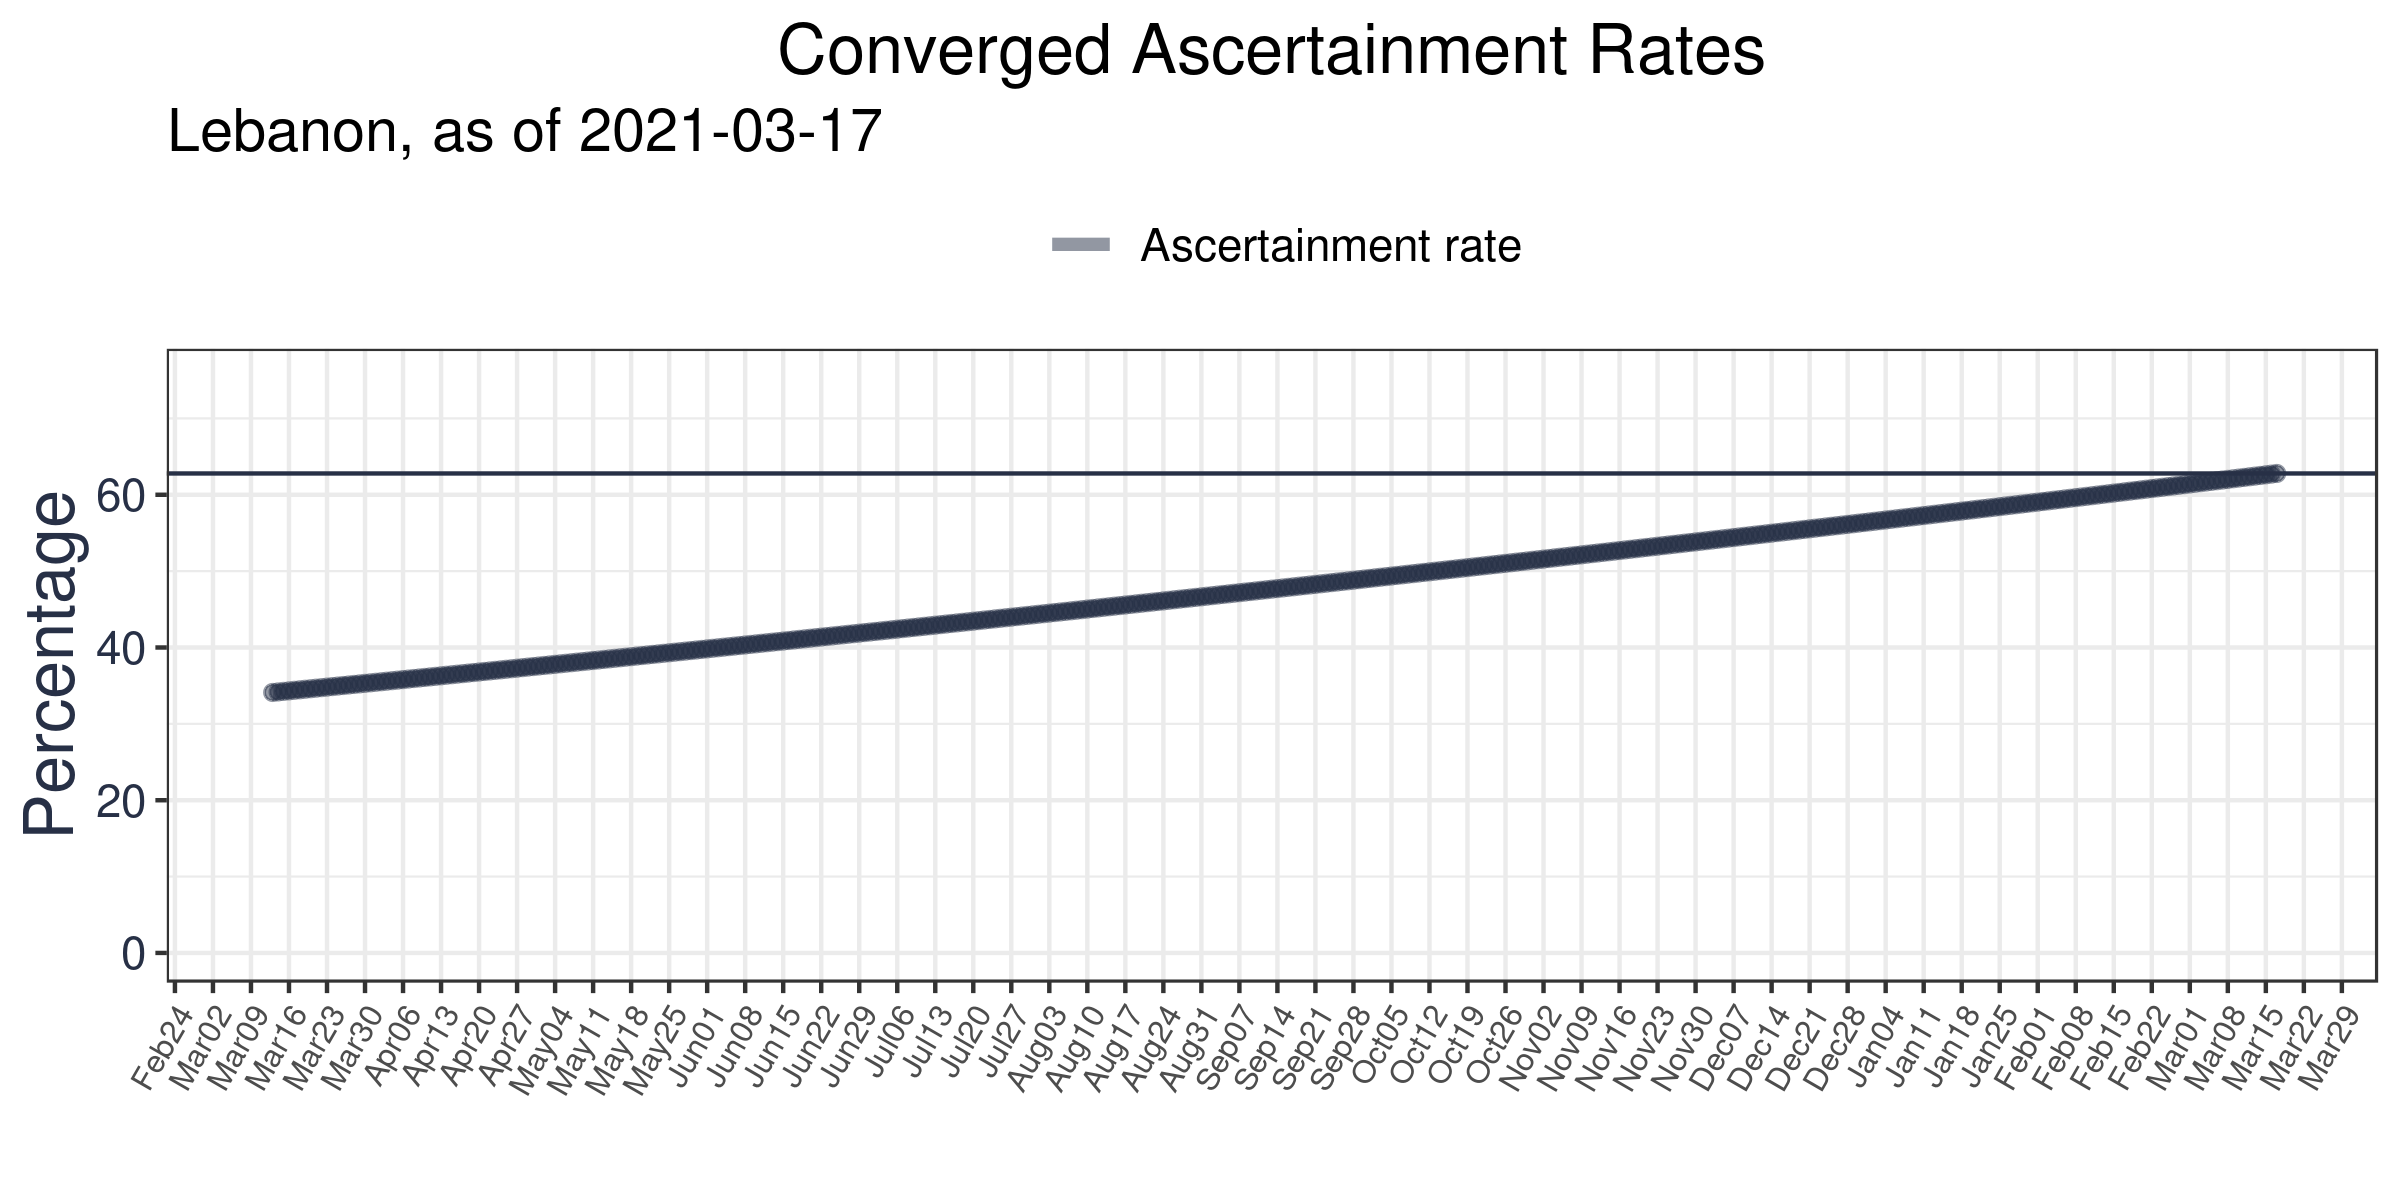 Converged Ascertainment Rates
Lebanon, as of 2021-03-17
Ascertainment rate
Percentage
60
40
20
0
Feb24 Mar02 Mar09 Mar16 Mar23 Mar30 Apr06 Apr13 Apr20 Apr27 May04 May11 May18 May25 Jun01 Jun08 Jun15 Jun22 Jun29 Jul06 Jul13 Jul20 Jul27 Aug03 Aug10 Aug17 Aug24 Aug31 Sep07 Sep14 Sep21 Sep28 Oct05 Oct12 Oct19 Oct26 Nov02 Nov09 Nov16 Nov23 Nov30 Dec07 Dec14 Dec21 Dec28 Jan04 Jan11 Jan18 Jan25 Feb01 Feb08 Feb15 Feb22 Mar01 Mar08 Mar15 Mar22 Mar29